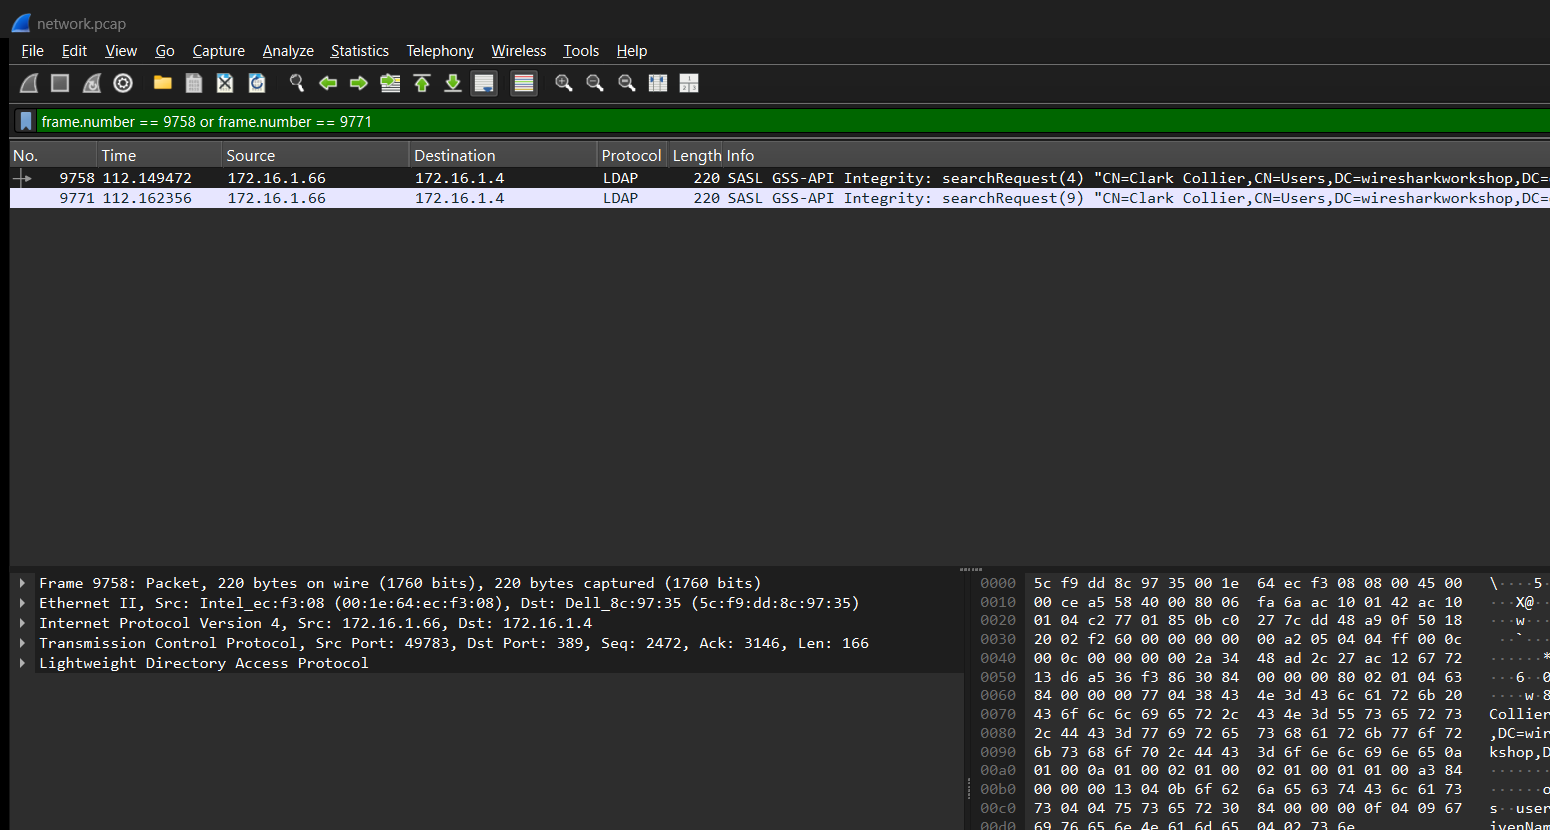 network.pcap
File Edit View Go Capture Analyze Statistics Telephony Wireless Tools Help
frame.number == 9758 or frame.number == 9771
No. Time Source Destination Protocol Length Info
9758 112.149472 172.16.1.66 172.16.1.4 LDAP 220 SASL GSS-API Integrity: searchRequest(4) "CN=Clark Collier,CN=Users,DC=wiresharkworkshop,DC=
9771 112.162356 172.16.1.66 172.16.1.4 LDAP 220 SASL GSS-API Integrity: searchRequest(9) "CN=Clark Collier,CN=Users,DC=wiresharkworkshop,DC=
Frame 9758: Packet, 220 bytes on wire (1760 bits), 220 bytes captured (1760 bits)
Ethernet II, Src: Intel_ec:f3:08 (00:1e:64:ec:f3:08), Dst: Dell_8c:97:35 (5c:f9:dd:8c:97:35)
Internet Protocol Version 4, Src: 172.16.1.66, Dst: 172.16.1.4
Transmission Control Protocol, Src Port: 49783, Dst Port: 389, Seq: 2472, Ack: 3146, Len: 166
Lightweight Directory Access Protocol
0000 5c f9 dd 8c 97 35 00 1e 64 ec f3 08 08 00 45 00 \····5·
0010 00 ce a5 58 40 00 80 06 fa 6a ac 10 01 42 ac 10 ···X@··
0020 01 04 c2 77 01 85 0b c0 27 7c dd 48 a9 0f 50 18 ···w···
0030 20 02 f2 60 00 00 00 00 00 a2 05 04 04 ff 00 0c ··`···
0040 00 0c 00 00 00 00 2a 34 48 ad 2c 27 ac 12 67 72 ······*
0050 13 d6 a5 36 f3 86 30 84 00 00 00 80 02 01 04 63 ···6··0
0060 84 00 00 00 77 04 38 43 4e 3d 43 6c 61 72 6b 20 ····w·8
0070 43 6f 6c 6c 69 65 72 2c 43 4e 3d 55 73 65 72 73 Collier
0080 2c 44 43 3d 77 69 72 65 73 68 61 72 6b 77 6f 72 ,DC=wir
0090 6b 73 68 6f 70 2c 44 43 3d 6f 6e 6c 69 6e 65 0a kshop,D
00a0 01 00 0a 01 00 02 01 00 02 01 00 01 01 00 a3 84 ·······
00b0 00 00 00 13 04 0b 6f 62 6a 65 63 74 43 6c 61 73 ······o
00c0 73 04 04 75 73 65 72 30 84 00 00 00 0f 04 09 67 s··user
00d0 69 76 65 6e 4e 61 6d 65 04 02 73 6e ivenNam